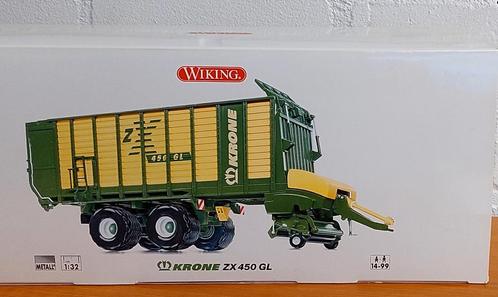 WIKING
ZX
450 GL
KRONE
METALL
1:32
KRONE ZX 450 GL
14-99